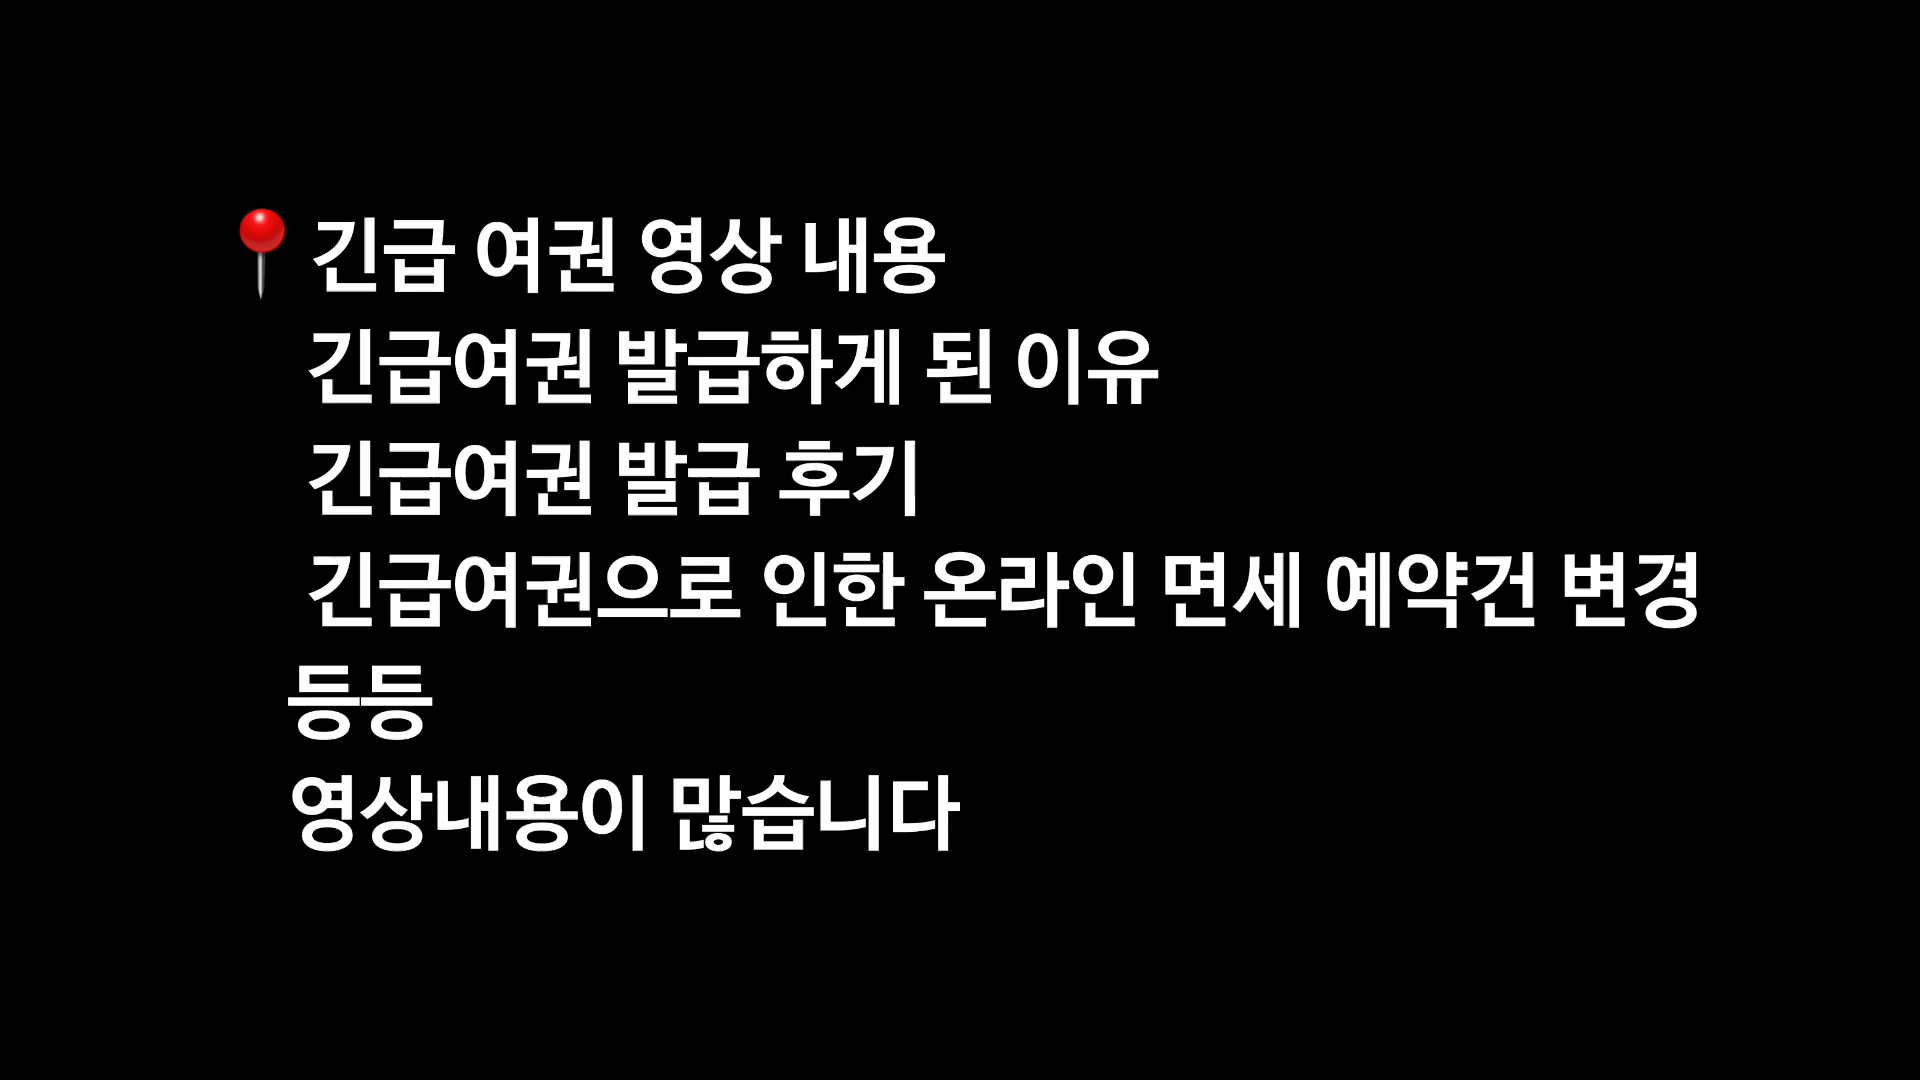 📍긴급 여권 영상 내용
긴급여권 발급하게 된 이유
긴급여권 발급 후기
긴급여권으로 인한 온라인 면세 예약건 변경
등등
영상내용이 많습니다